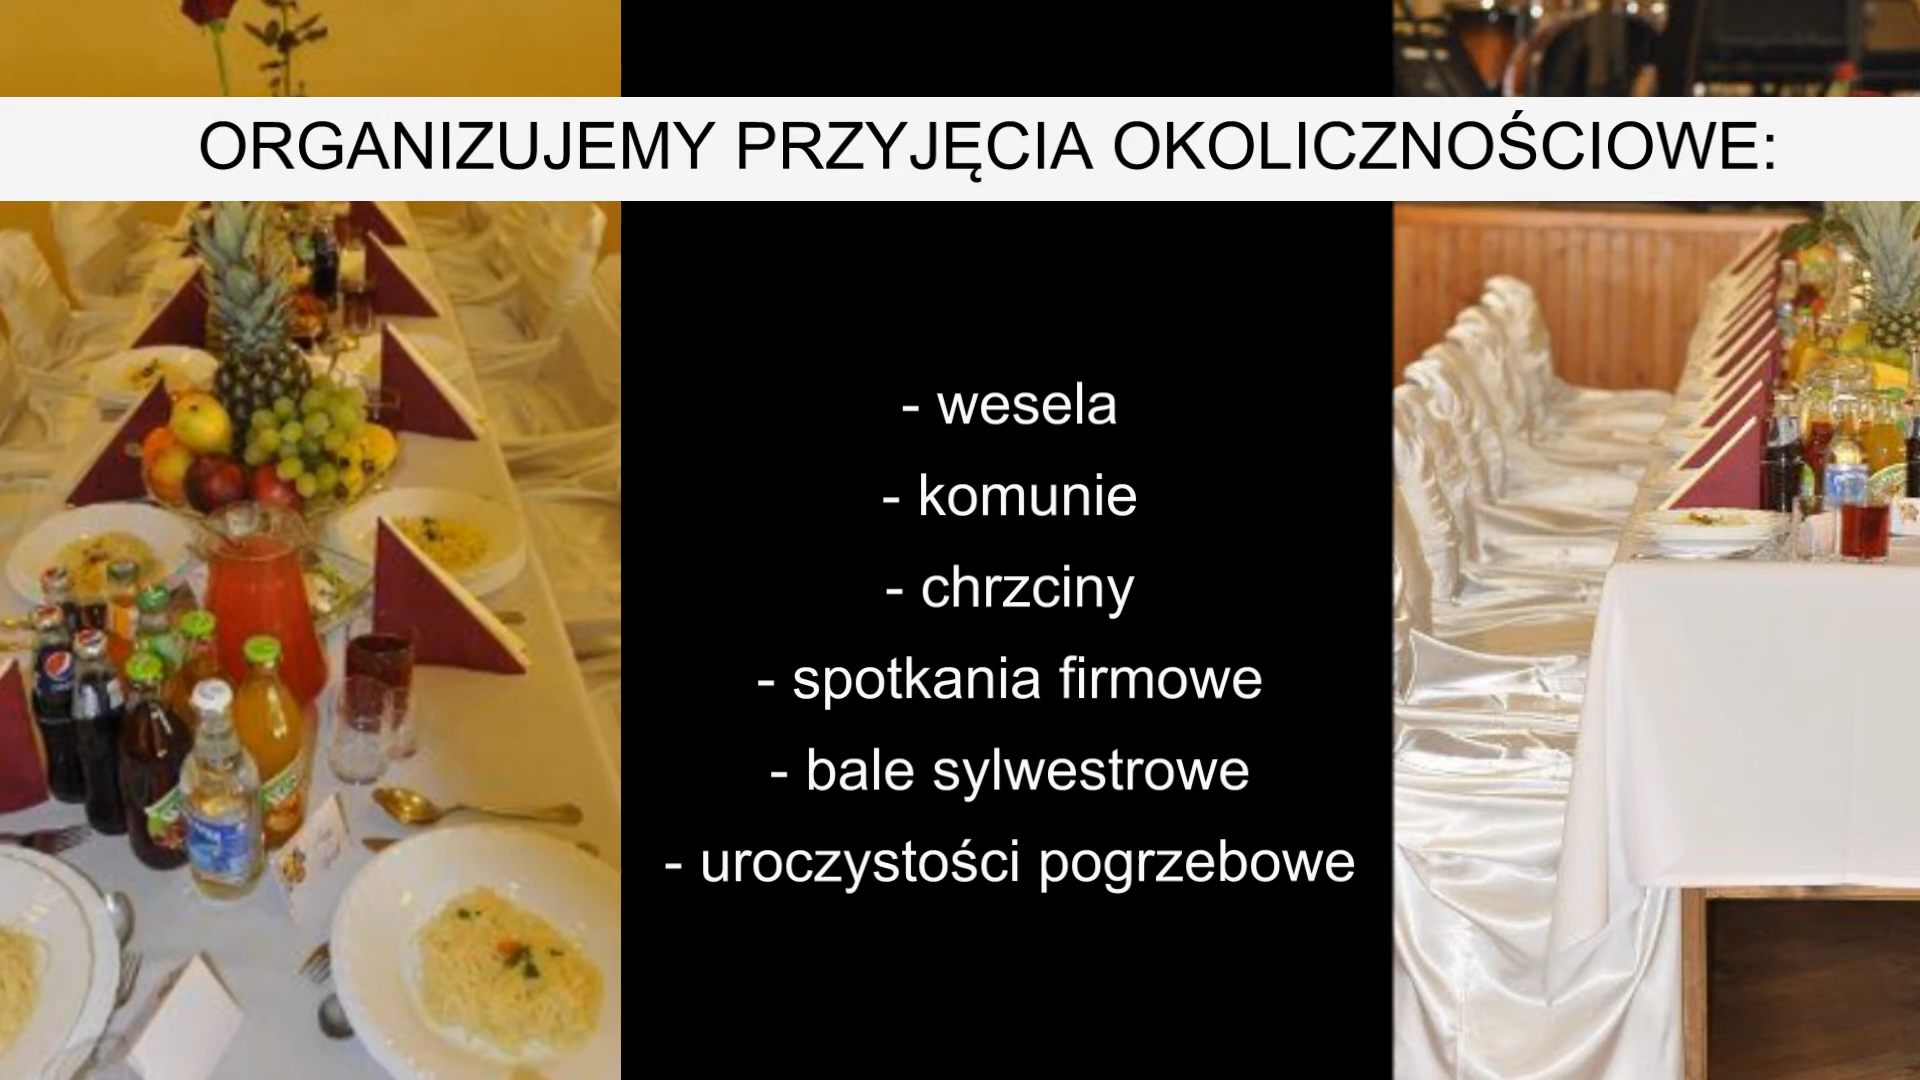 ORGANIZUJEMY PRZYJĘCIA OKOLICZNOŚCIOWE:
- wesela
- komunie
- chrzciny
- spotkania firmowe
- bale sylwestrowe
- uroczystości pogrzebowe